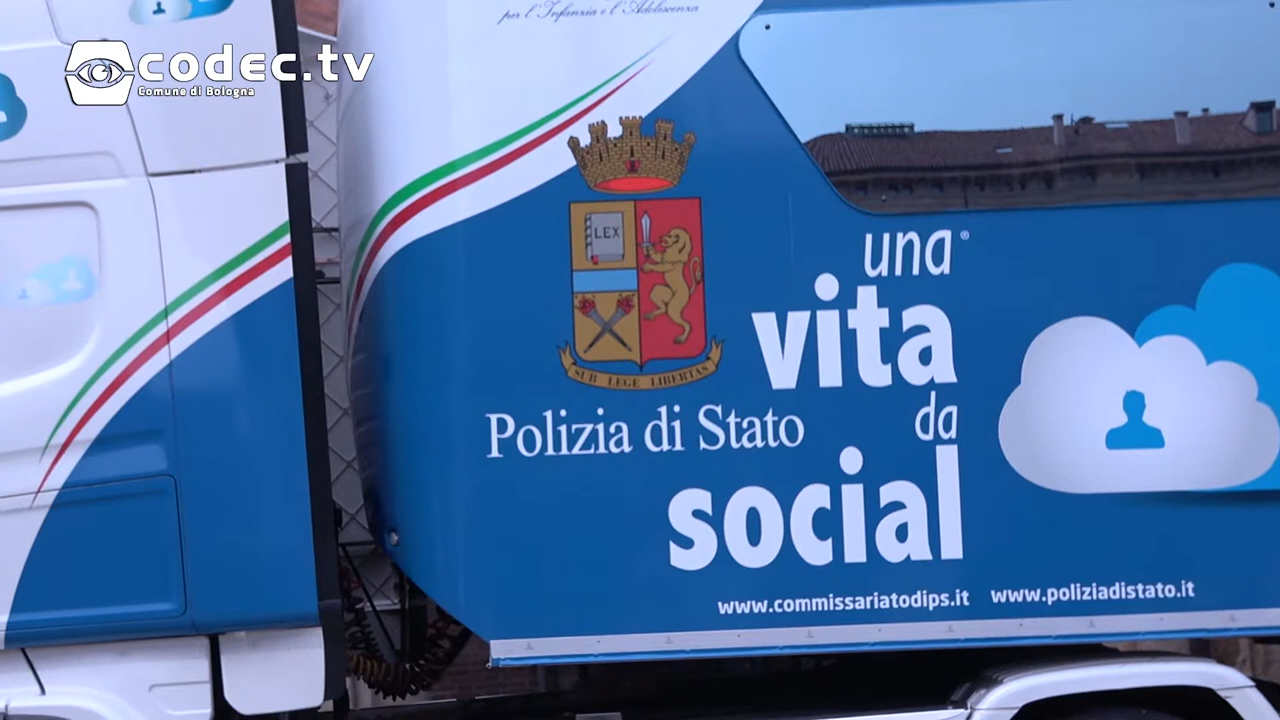 per l'Infanzia e l'Adolescenza
codec.tv
Comune di Bologna
LEX
SUB LEGE LIBERTAS
Polizia di Stato
una®
vita
da
social
www.commissariatodips.it www.poliziadistato.it